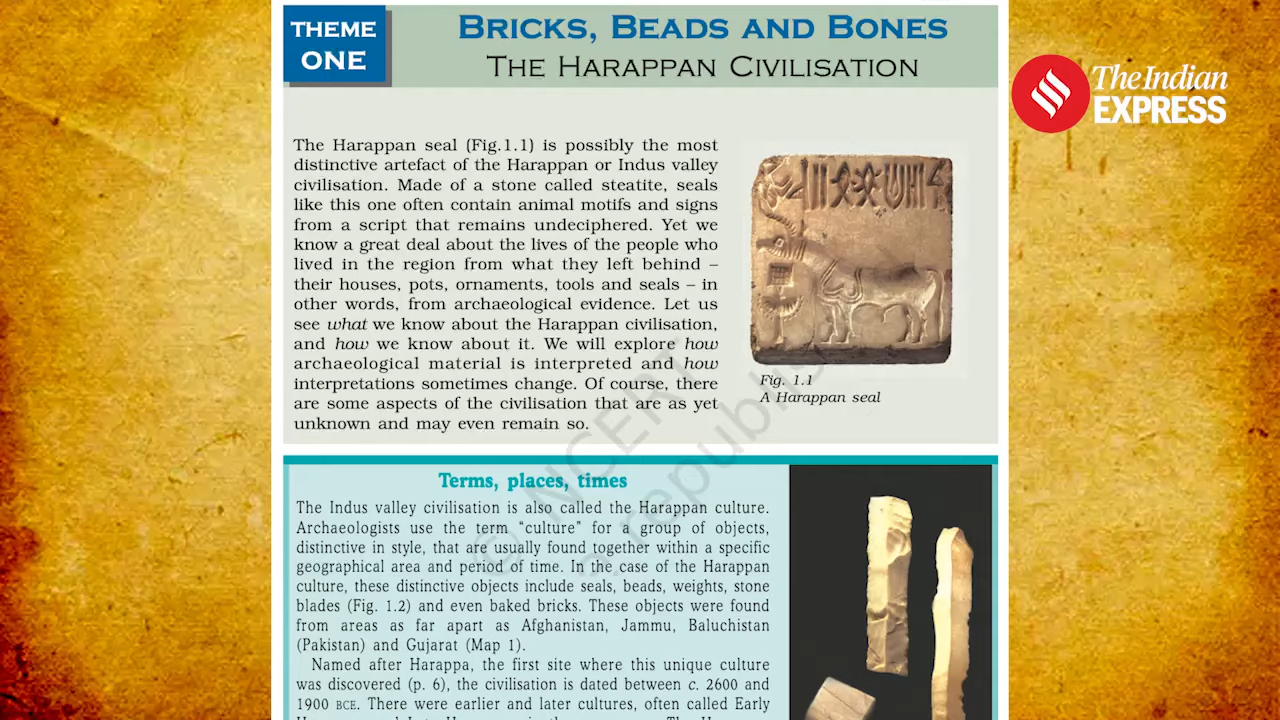 THEME
ONE
BRICKS, BEADS AND BONES
THE HARAPPAN CIVILISATION
The Indian
EXPRESS
The Harappan seal (Fig.1.1) is possibly the most
distinctive artefact of the Harappan or Indus valley
civilisation. Made of a stone called steatite, seals
like this one often contain animal motifs and signs
from a script that remains undeciphered. Yet we
know a great deal about the lives of the people who
lived in the region from what they left behind –
their houses, pots, ornaments, tools and seals – in
other words, from archaeological evidence. Let us
see what we know about the Harappan civilisation,
and how we know about it. We will explore how
archaeological material is interpreted and how
interpretations sometimes change. Of course, there
are some aspects of the civilisation that are as yet
unknown and may even remain so.
Fig. 1.1
A Harappan seal
© NCERT
republis
Terms, places, times
The Indus valley civilisation is also called the Harappan culture.
Archaeologists use the term “culture” for a group of objects,
distinctive in style, that are usually found together within a specific
geographical area and period of time. In the case of the Harappan
culture, these distinctive objects include seals, beads, weights, stone
blades (Fig. 1.2) and even baked bricks. These objects were found
from areas as far apart as Afghanistan, Jammu, Baluchistan
(Pakistan) and Gujarat (Map 1).
Named after Harappa, the first site where this unique culture
was discovered (p. 6), the civilisation is dated between c. 2600 and
1900 BCE. There were earlier and later cultures, often called Early